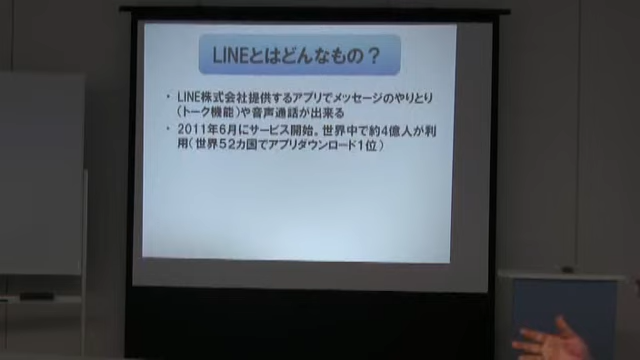 LINEとはどんなもの？
・ LINE株式会社提供するアプリでメッセージのやりとり
（トーク機能）や音声通話が出来る
・ 2011年6月にサービス開始。世界中で約4億人が利
用（世界52カ国でアプリダウンロード1位）